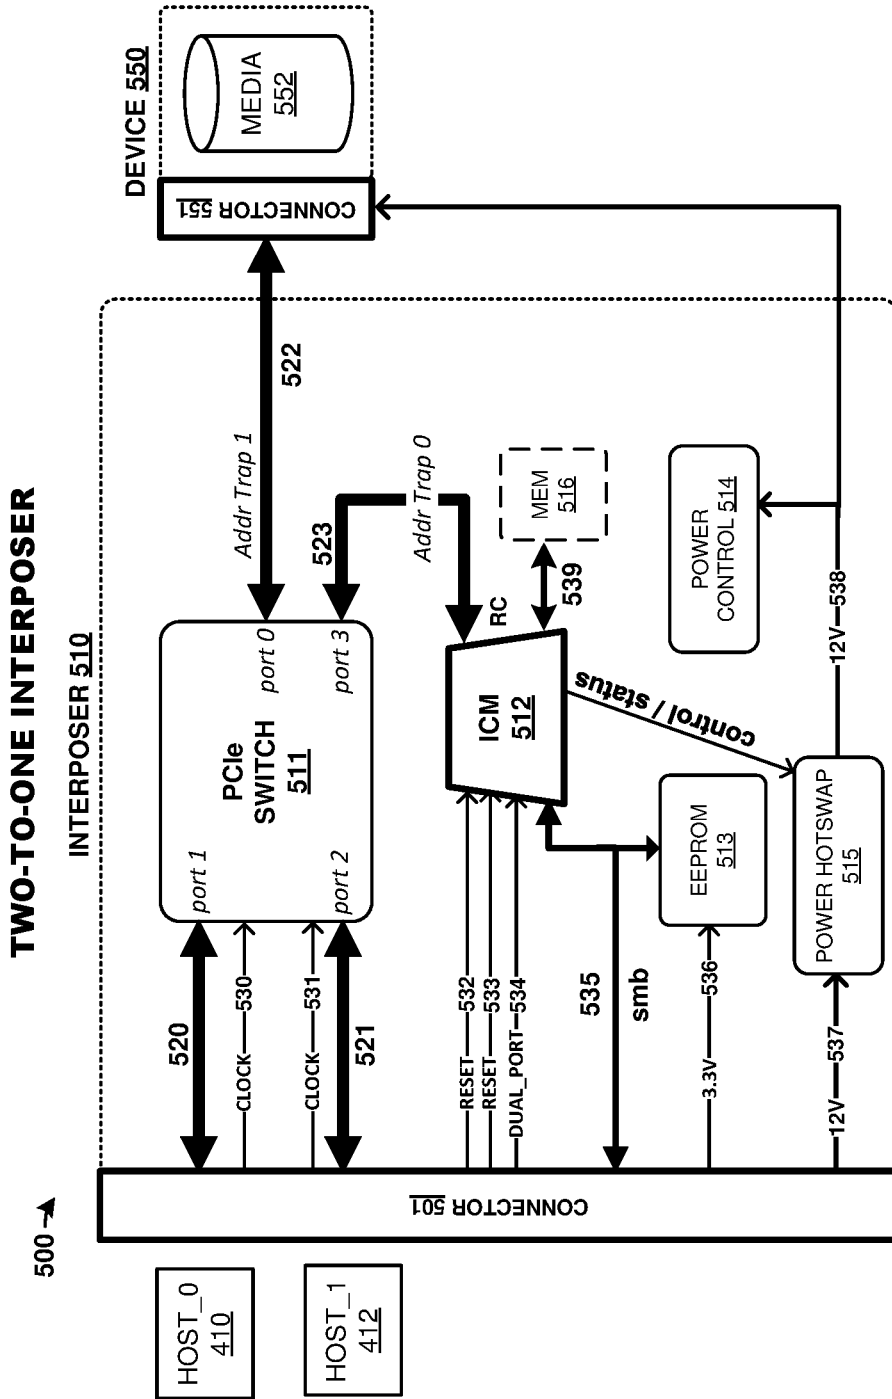 TWO-TO-ONE INTERPOSER
500
INTERPOSER 510
DEVICE 550
HOST_0
410
HOST_1
412
CONNECTOR 501
520
CLOCK 530
CLOCK 531
521
port 1
port 2
PCIe
SWITCH
511
port 0
port 3
Addr Trap 1
522
523
Addr Trap 0
CONNECTOR 551
MEDIA
552
RESET 532
RESET 533
DUAL_PORT 534
ICM
512
RC
539
MEM
516
535
smb
control / status
3.3V 536
EEPROM
513
POWER
CONTROL 514
12V 537
POWER HOTSWAP
515
12V 538